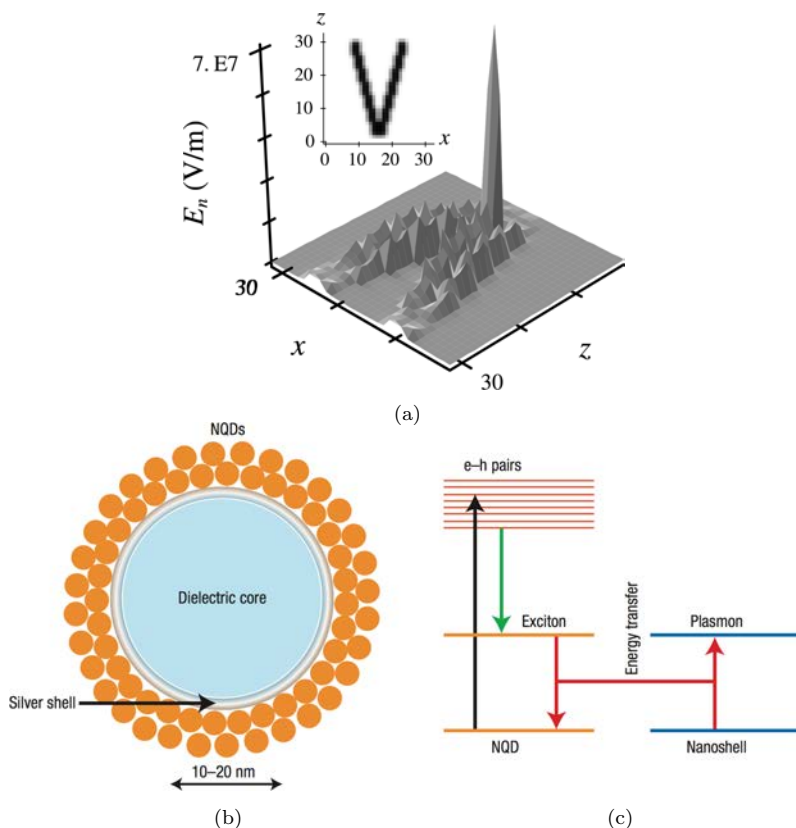 7. E7
E_n (V/m)
z
30
20
10
0
0 10 20 30
x
30
x
z
30
(a)
NQDs
Dielectric core
Silver shell
10–20 nm
(b)
e–h pairs
Exciton
Energy transfer
Plasmon
NQD
Nanoshell
(c)